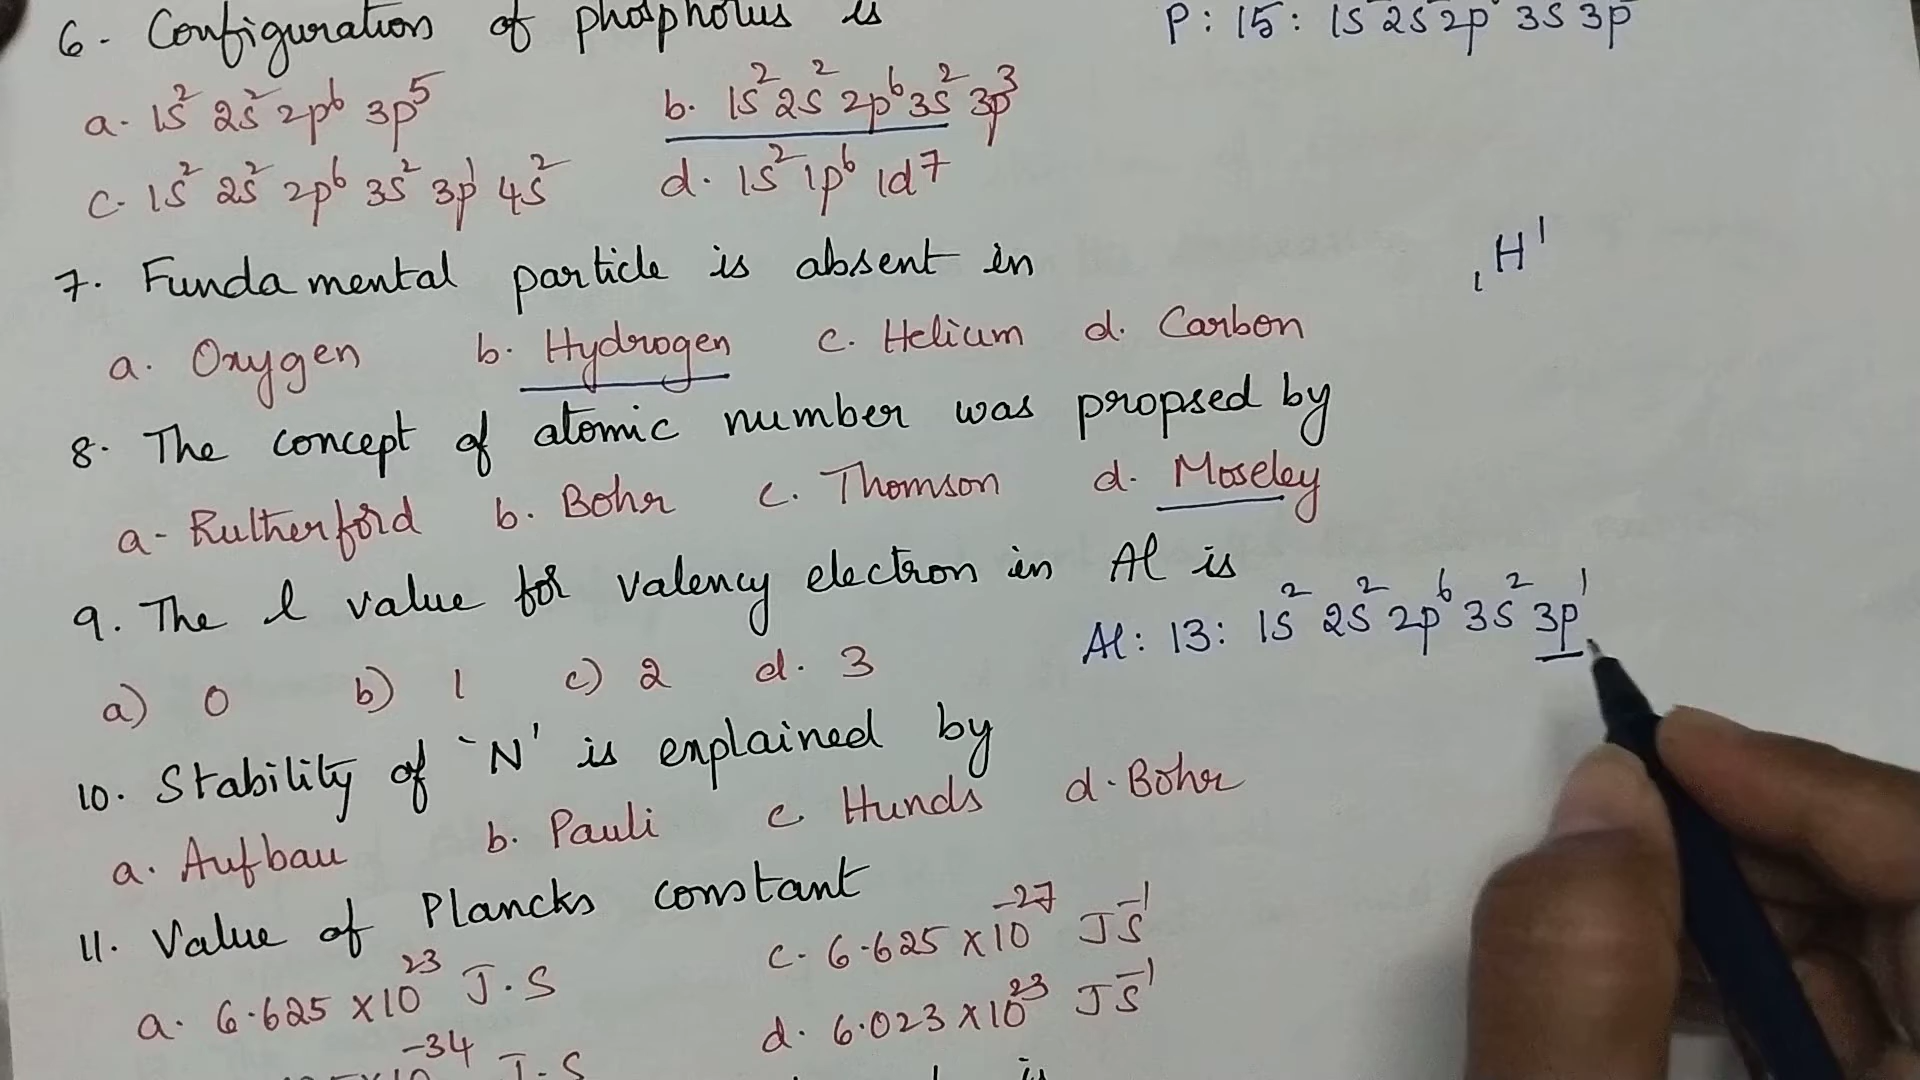 6. Configuration of phospholus is
P : 15 : 1s 2s 2p 3s 3p
a. 1s² 2s² 2p⁶ 3p⁵
b. 1s² 2s² 2p⁶ 3s² 3p³
c. 1s² 2s² 2p⁶ 3s² 3p¹ 4s²
d. 1s² 1p⁶ 1d⁷
7. Fundamental particle is absent in
₁H¹
a. Oxygen b. Hydrogen c. Helium d. Carbon
8. The concept of atomic number was propsed by
a. Rutherford b. Bohr c. Thomson d. Moseley
9. The l value for valency electron in Al is
Al : 13 : 1s² 2s² 2p⁶ 3s² 3p¹
a) 0 b) 1 c) 2 d. 3
10. Stability of 'N' is explained by
a. Aufbau b. Pauli c Hunds d. Bohr
11. Value of Plancks constant
a. 6.625 x 10²³ J.S
c. 6.625 x 10⁻²⁷ JS⁻¹
d. 6.023 x 10²³ JS⁻¹
⁻³⁴ J.S
is